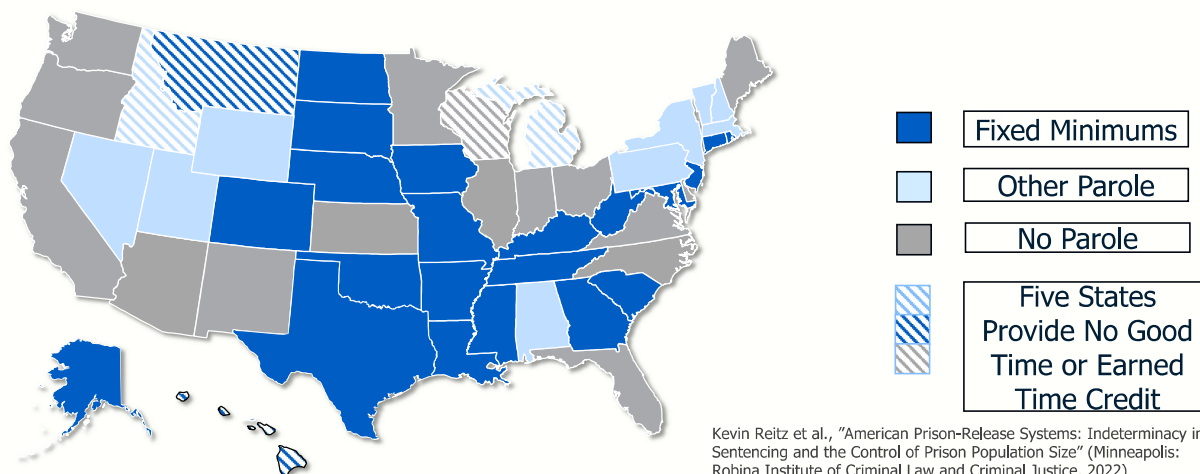 Fixed Minimums
Other Parole
No Parole
Five States
Provide No Good
Time or Earned
Time Credit
Kevin Reitz et al., ”American Prison-Release Systems: Indeterminacy in
Sentencing and the Control of Prison Population Size” (Minneapolis:
Robina Institute of Criminal Law and Criminal Justice, 2022)